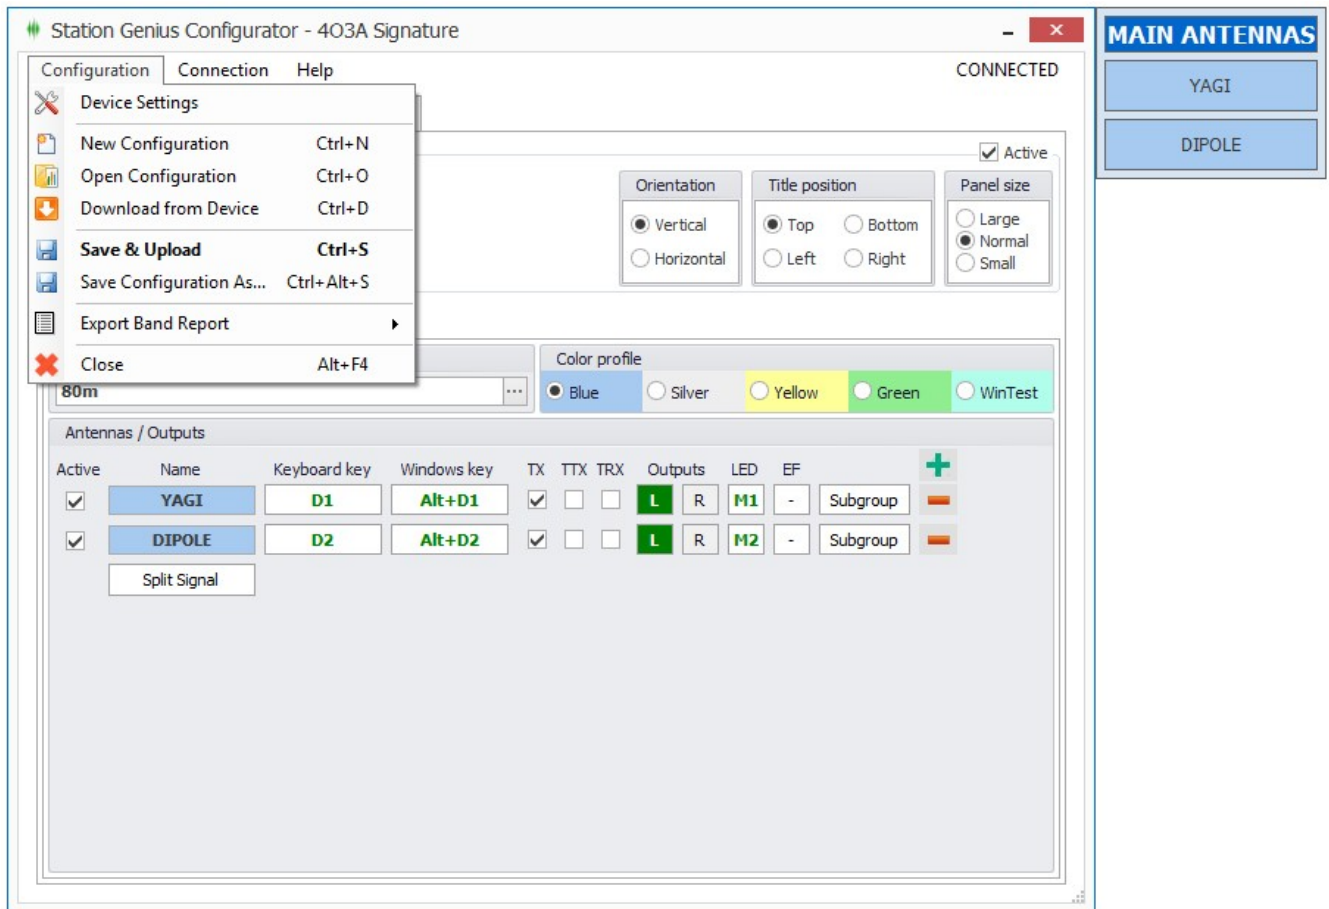 Station Genius Configurator - 4O3A Signature
MAIN ANTENNAS
YAGI
DIPOLE
Configuration Connection Help CONNECTED
Device Settings
New Configuration Ctrl+N
Open Configuration Ctrl+O
Download from Device Ctrl+D
Save & Upload Ctrl+S
Save Configuration As... Ctrl+Alt+S
Export Band Report
Close Alt+F4
Active
Orientation
Vertical
Horizontal
Title position
Top Bottom
Left Right
Panel size
Large
Normal
Small
80m ...
Color profile
Blue Silver Yellow Green WinTest
Antennas / Outputs
Active Name Keyboard key Windows key TX TTX TRX Outputs LED EF
YAGI D1 Alt+D1 L R M1 - Subgroup
DIPOLE D2 Alt+D2 L R M2 - Subgroup
Split Signal